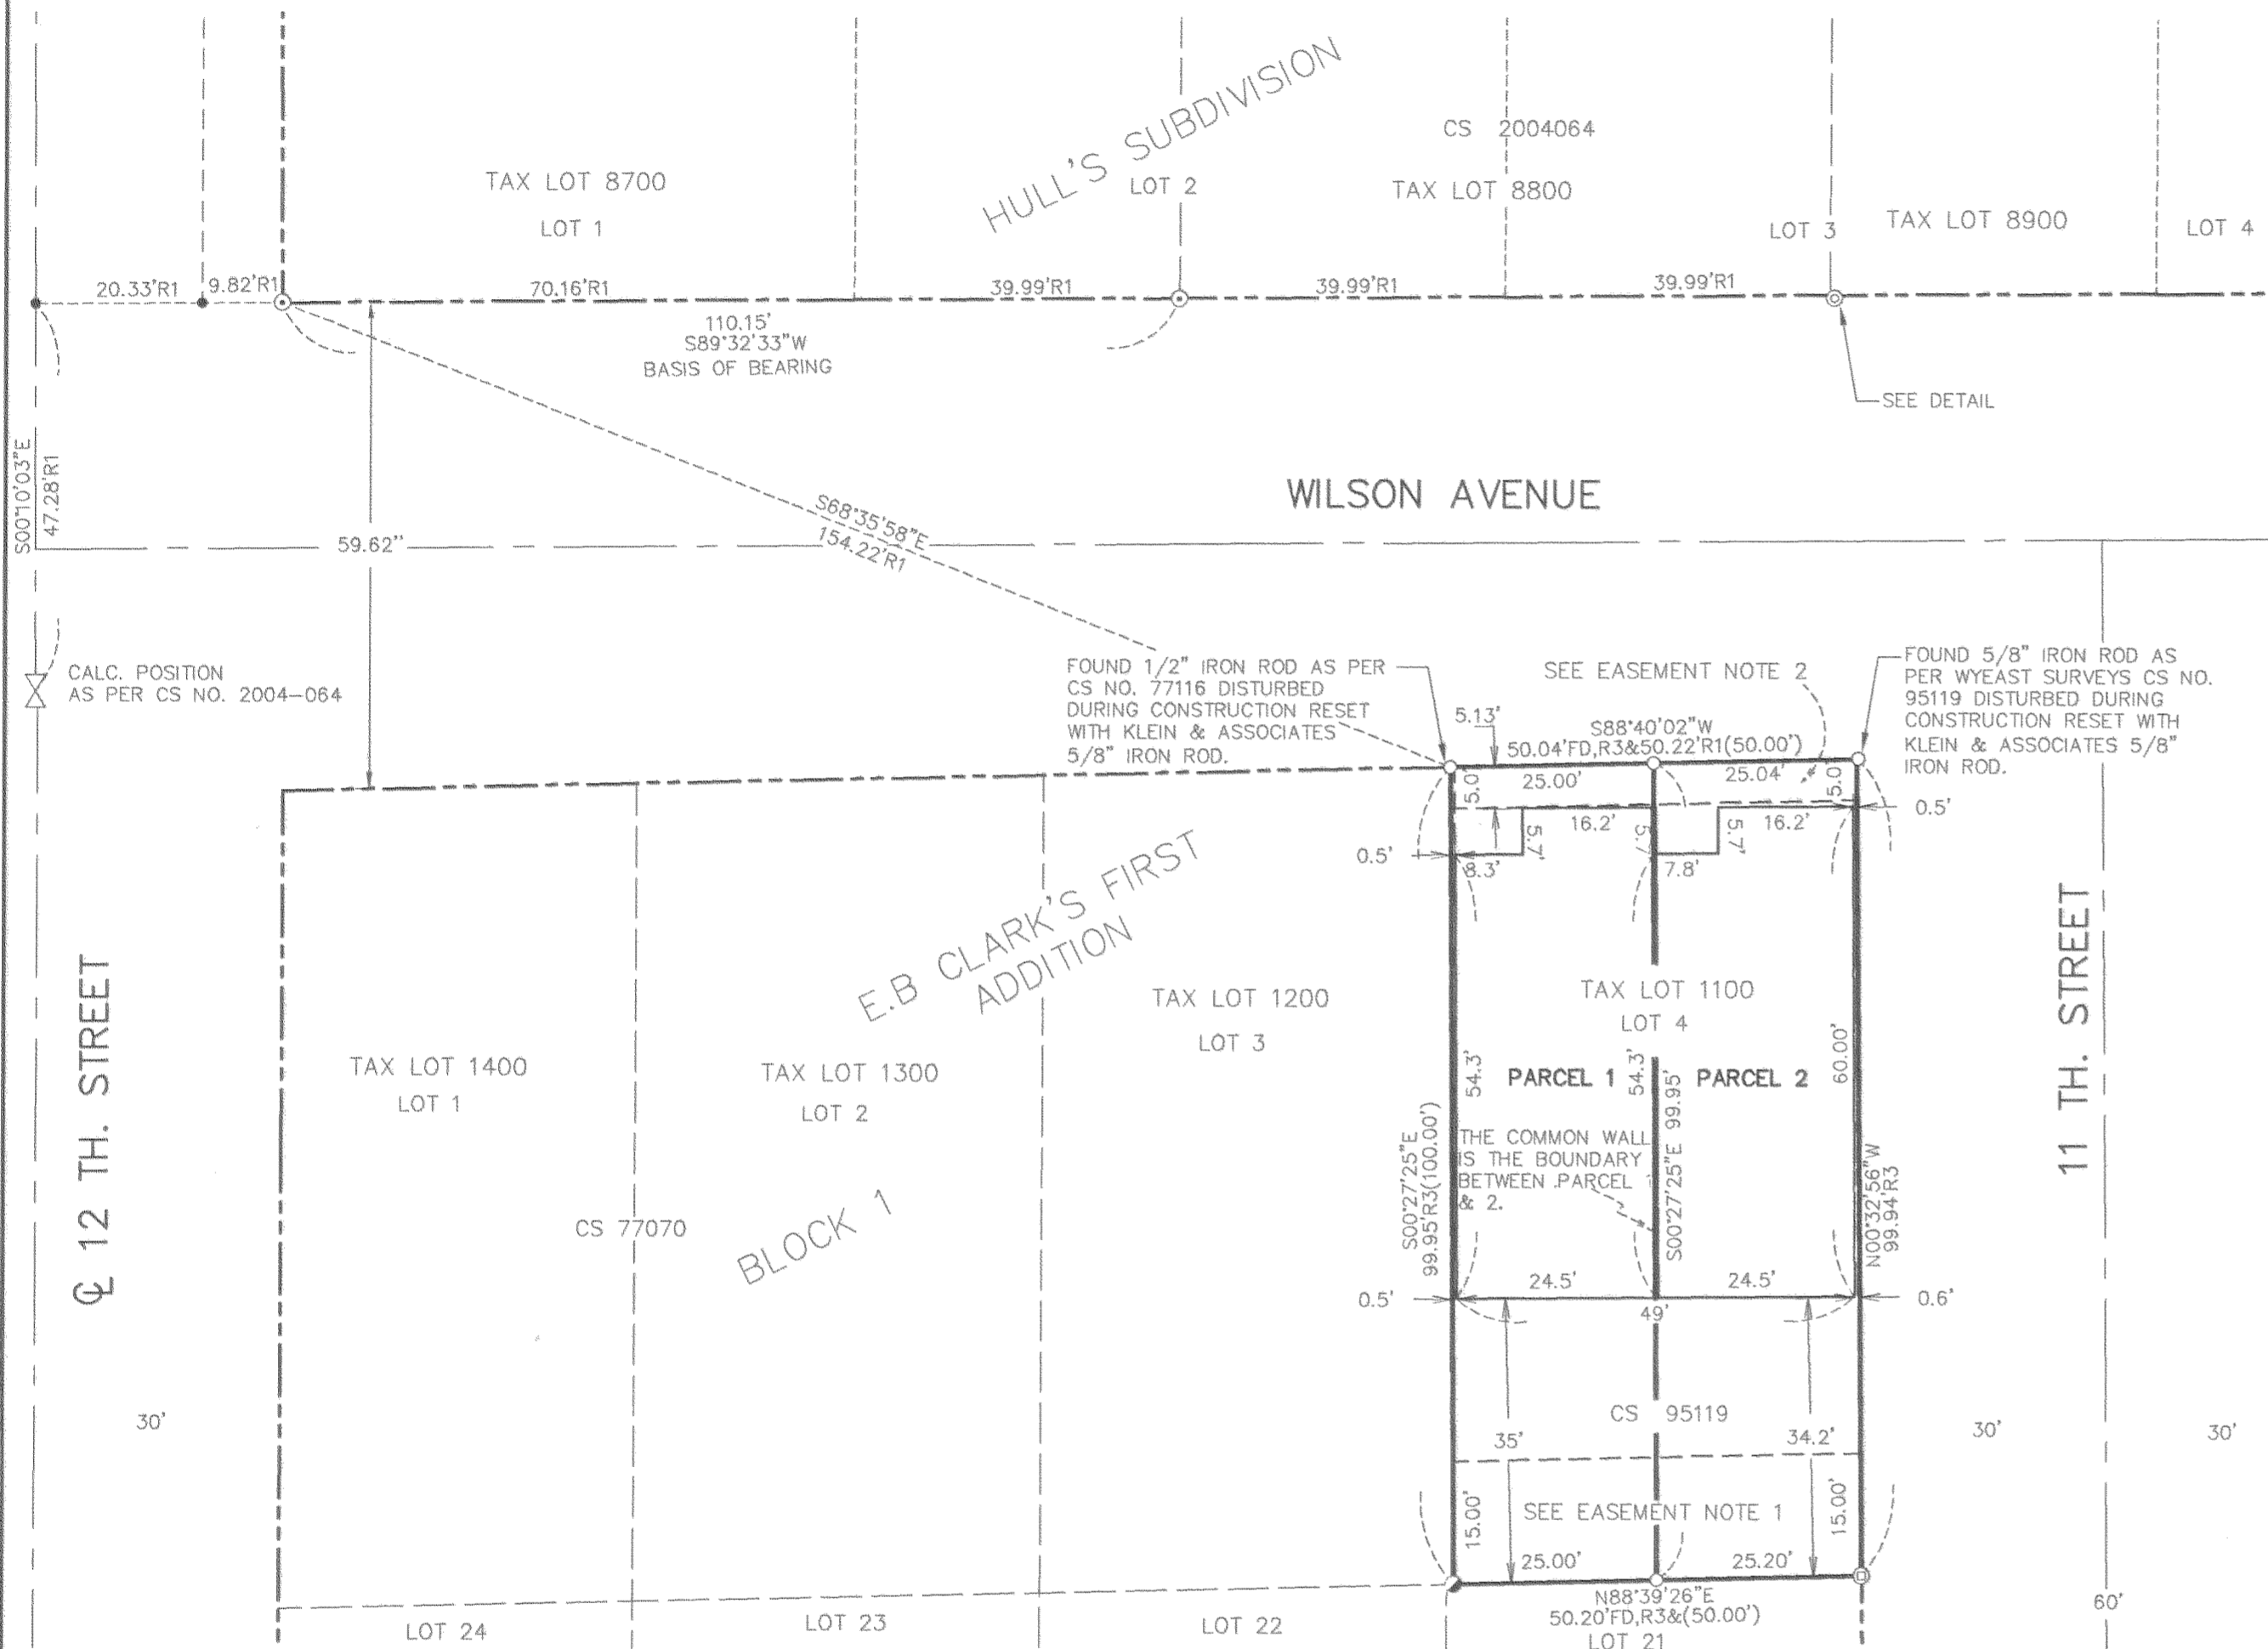 HULL'S SUBDIVISION
CS 2004064
TAX LOT 8700
LOT 1
LOT 2
TAX LOT 8800
LOT 3
TAX LOT 8900
LOT 4
20.33'R1
9.82'R1
70.16'R1
39.99'R1
39.99'R1
39.99'R1
110.15'
S89°32'33"W
BASIS OF BEARING
SEE DETAIL
S00°10'03"E
47.28'R1
WILSON AVENUE
59.62"
S68°35'58"E
154.22'R1
CALC. POSITION
AS PER CS NO. 2004-064
FOUND 1/2" IRON ROD AS PER
CS NO. 77116 DISTURBED
DURING CONSTRUCTION RESET
WITH KLEIN & ASSOCIATES
5/8" IRON ROD.
SEE EASEMENT NOTE 2
FOUND 5/8" IRON ROD AS
PER WYEAST SURVEYS CS NO.
95119 DISTURBED DURING
CONSTRUCTION RESET WITH
KLEIN & ASSOCIATES 5/8"
IRON ROD.
5.13'
S88°40'02"W
50.04'FD,R3&50.22'R1(50.00')
5.0'
25.00'
25.04'
5.0'
0.5'
16.2'
16.2'
5.7'
5.7'
5.7'
0.5'
8.3'
7.8'
E.B CLARK'S FIRST
ADDITION
TAX LOT 1200
LOT 3
TAX LOT 1100
LOT 4
TAX LOT 1400
LOT 1
TAX LOT 1300
LOT 2
54.3'
PARCEL 1
54.3'
PARCEL 2
60.00'
S00°27'25"E 99.95'
THE COMMON WALL
IS THE BOUNDARY
BETWEEN PARCEL 1
& 2.
S00°27'25"E
99.95'R3(100.00')
N00°32'56"W
99.94'R3
℄ 12 TH. STREET
11 TH. STREET
CS 77070
BLOCK 1
0.5'
24.5'
24.5'
49'
0.6'
CS 95119
30'
35'
34.2'
30'
30'
15.00'
SEE EASEMENT NOTE 1
15.00'
25.00'
25.20'
N88°39'26"E
50.20'FD,R3&(50.00')
60'
LOT 24
LOT 23
LOT 22
LOT 21